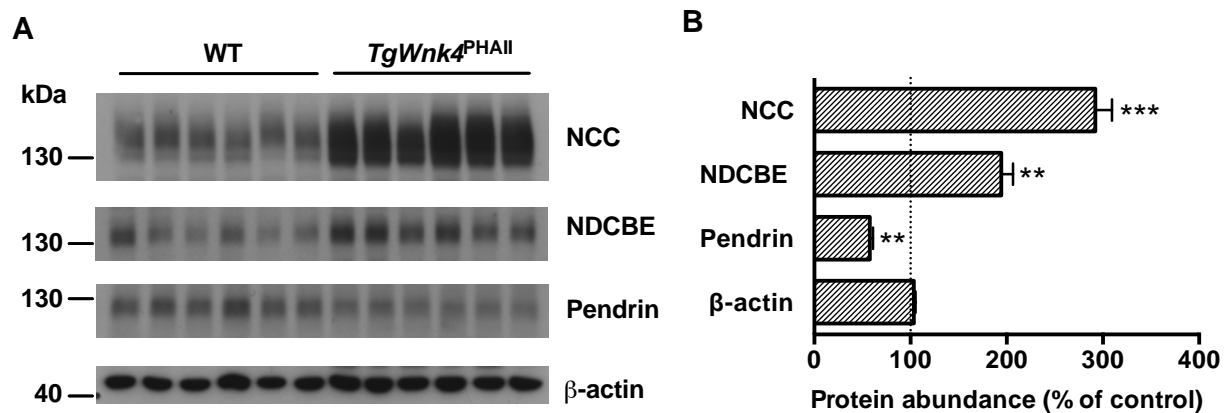 A
WT
TgWnk4PHAII
kDa
130
NCC
130
NDCBE
130
Pendrin
40
β-actin
B
NCC
***
NDCBE
**
Pendrin
**
β-actin
0 100 200 300 400
Protein abundance (% of control)